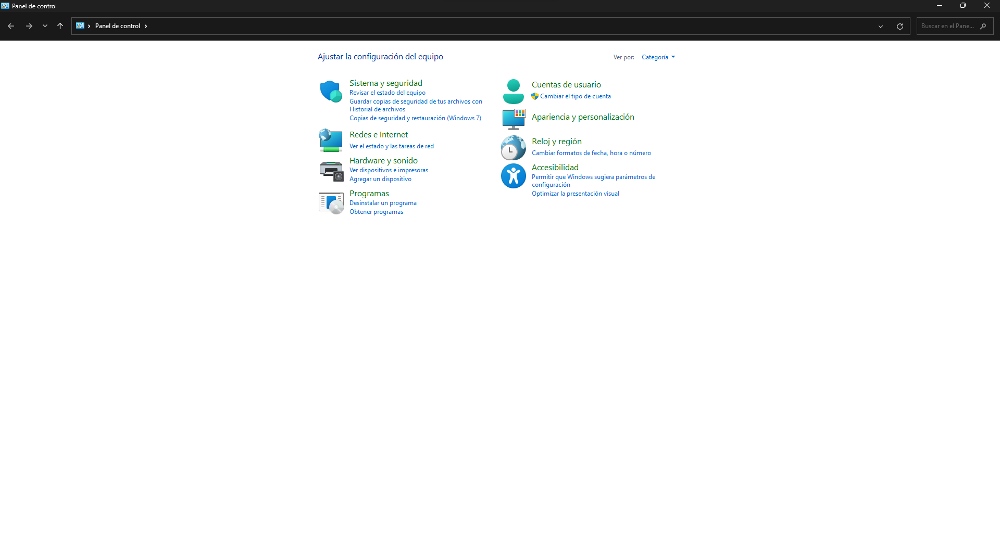 Panel de control
Panel de control
Buscar en el Pane...
Ajustar la configuración del equipo
Ver por: Categoría
Sistema y seguridad
Revisar el estado del equipo
Guardar copias de seguridad de tus archivos con
Historial de archivos
Copias de seguridad y restauración (Windows 7)
Redes e Internet
Ver el estado y las tareas de red
Hardware y sonido
Ver dispositivos e impresoras
Agregar un dispositivo
Programas
Desinstalar un programa
Obtener programas
Cuentas de usuario
Cambiar el tipo de cuenta
Apariencia y personalización
Reloj y región
Cambiar formatos de fecha, hora o número
Accesibilidad
Permitir que Windows sugiera parámetros de
configuración
Optimizar la presentación visual